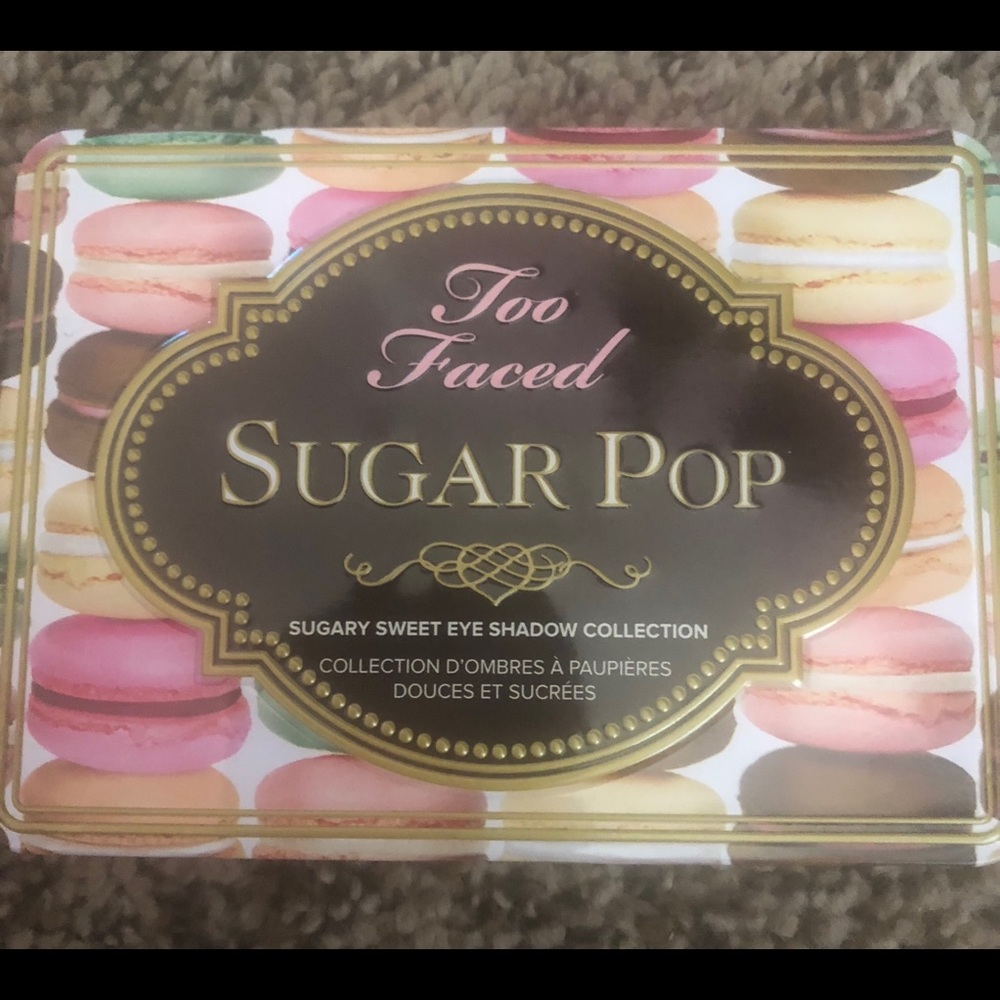 Too
Faced
SUGAR POP
SUGARY SWEET EYE SHADOW COLLECTION
COLLECTION D'OMBRES À PAUPIÈRES
DOUCES ET SUCRÉES